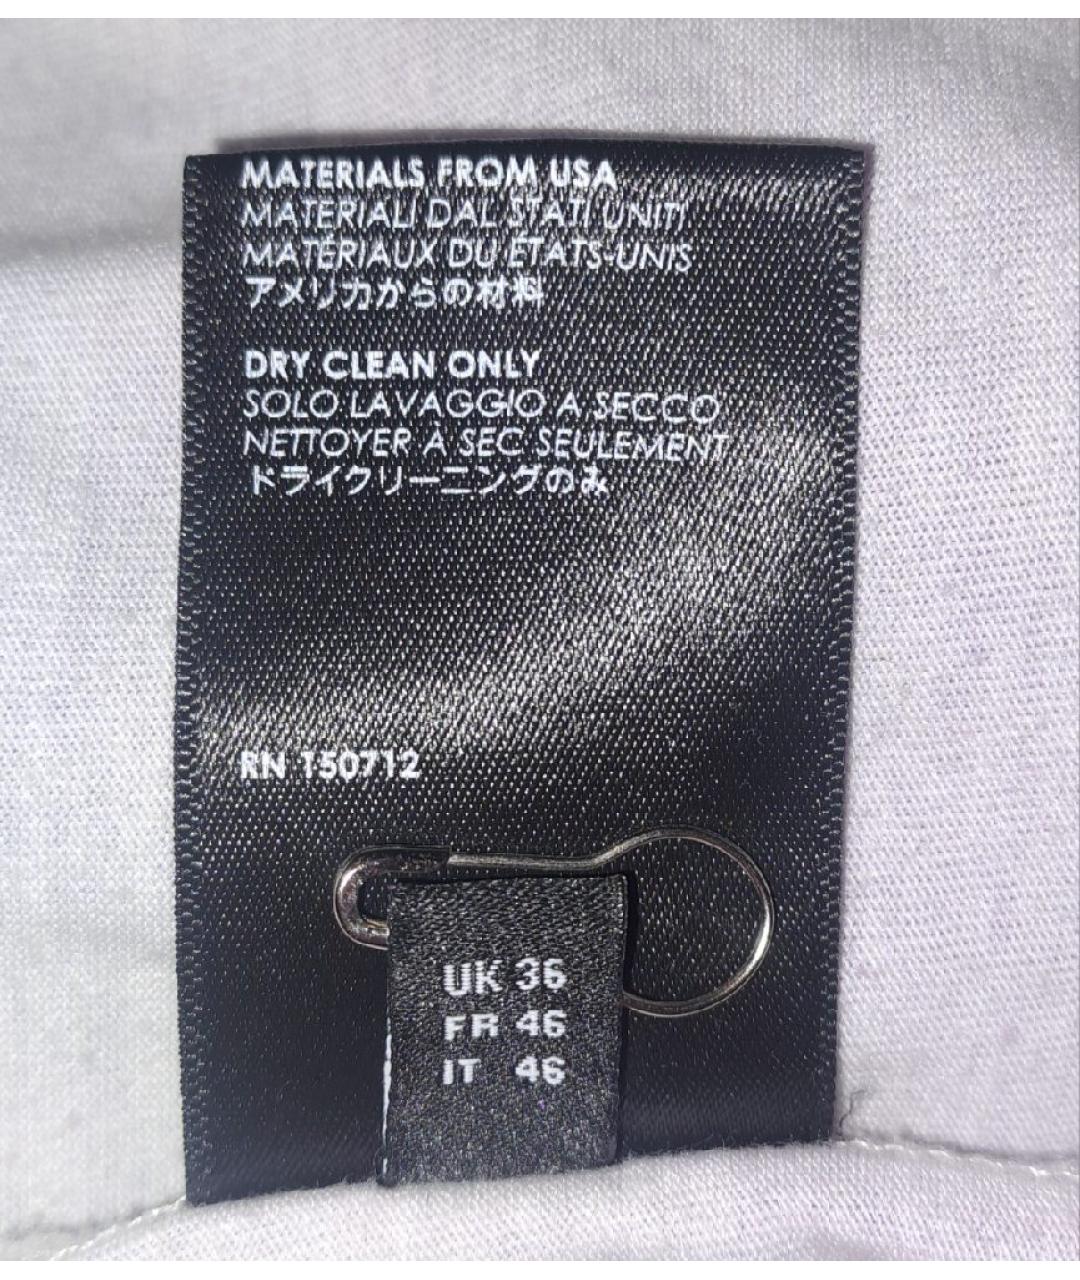 MATERIALS FROM USA
MATERIALI DAL STATI UNITI
MATÉRIAUX DU ÉTATS-UNIS
アメリカからの材料
DRY CLEAN ONLY
SOLO LAVAGGIO A SECCO
NETTOYER À SEC SEULEMENT
ドライクリーニングのみ
RN 150712
UK 36
FR 46
IT 46